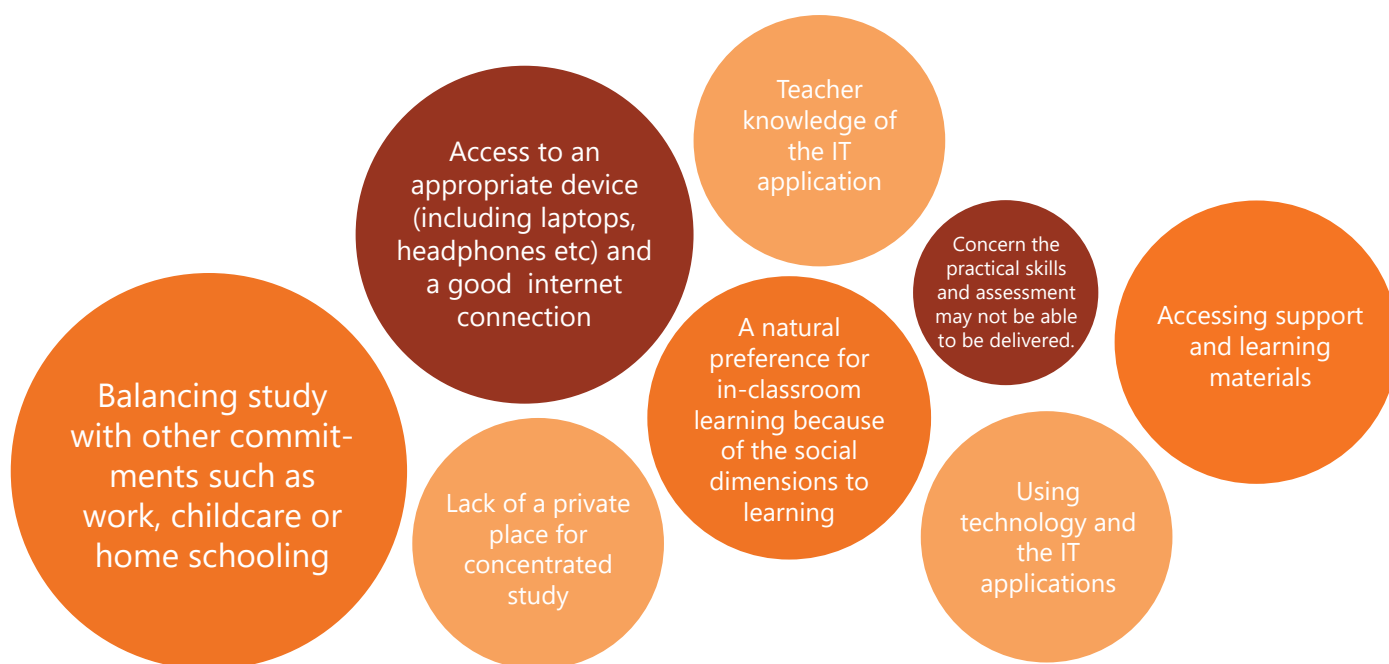 Teacher
knowledge of
the IT
application
Access to an
appropriate device
(including laptops,
headphones etc) and
a good  internet
connection
Concern the
practical skills
and assessment
may not be able
to be delivered.
Accessing support
and learning
materials
A natural
preference for
in-classroom
learning because
of the social
dimensions to
learning
Balancing study
with other commit-
ments such as
work, childcare or
home schooling
Lack of a private
place for
concentrated
study
Using
technology and
the IT
applications